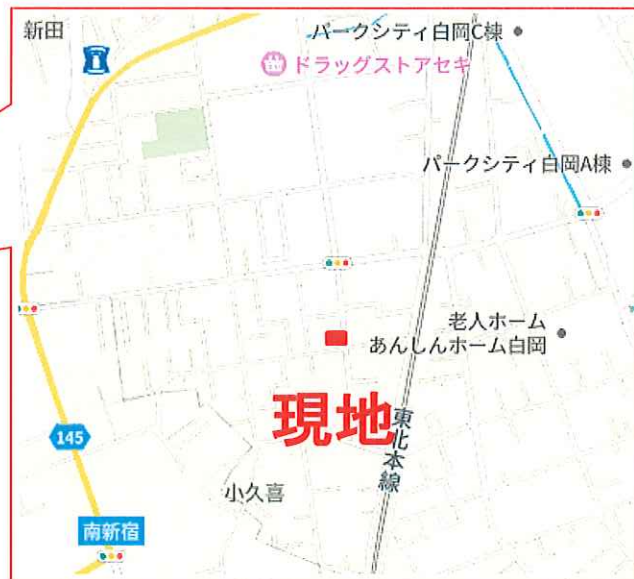 新田
パークシティ白岡C棟
ドラッグストアセキ
パークシティ白岡A棟
老人ホーム
あんしんホーム白岡
現地
東北本線
145
小久喜
南新宿